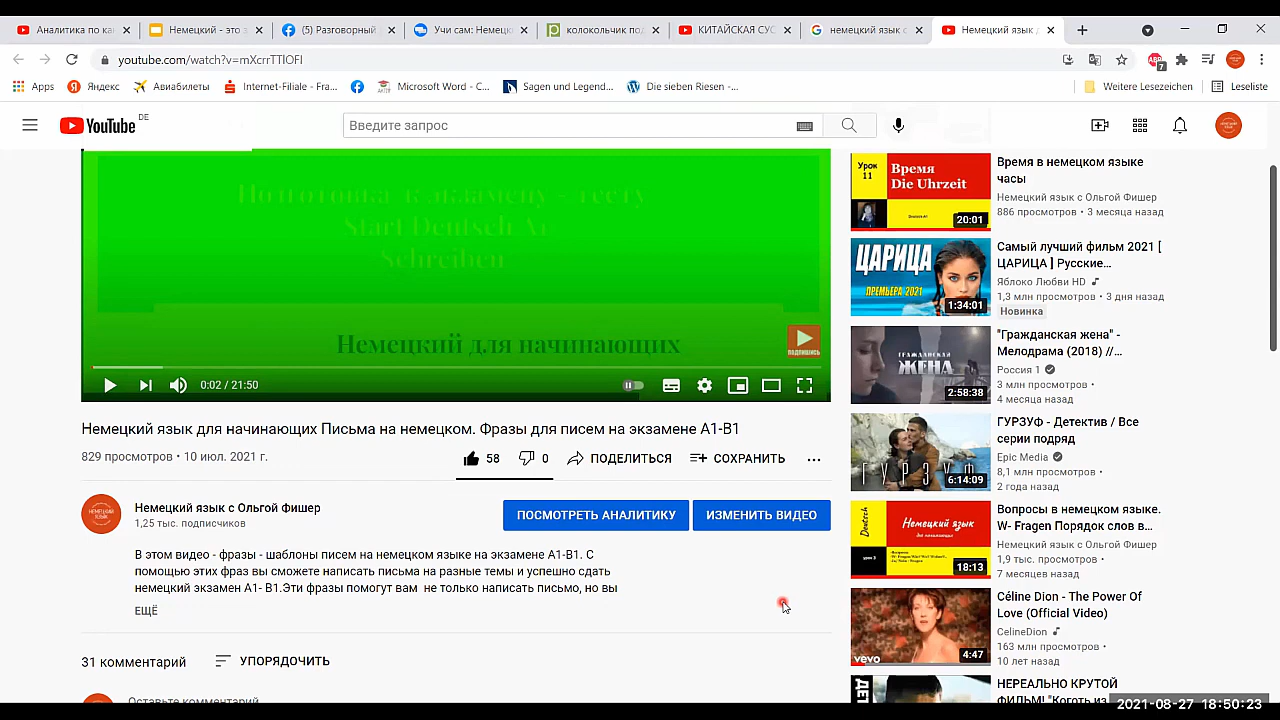 Аналитика по ка
Немецкий - это
(5) Разговорный
Учи сам: Немец
колокольчик по
КИТАЙСКАЯ СУС
немецкий язык с
Немецкий язык д
youtube.com/watch?v=mXcrrTTlOFI
Apps
Яндекс
Авиабилеты
Internet-Filiale - Fra...
Microsoft Word - C...
Sagen und Legend...
Die sieben Riesen -...
Weitere Lesezeichen
Leseliste
YouTube DE
Введите запрос
Подготовка к экзамену - тесту
Start Deutsch A1
Schreiben
Немецкий для начинающих
подпишись
0:02 / 21:50
Немецкий язык для начинающих Письма на немецком. Фразы для писем на экзамене А1-В1
829 просмотров • 10 июл. 2021 г.
58
0
ПОДЕЛИТЬСЯ
СОХРАНИТЬ
НЕМЕЦКИЙ ЯЗЫК
Немецкий язык с Ольгой Фишер
1,25 тыс. подписчиков
ПОСМОТРЕТЬ АНАЛИТИКУ
ИЗМЕНИТЬ ВИДЕО
В этом видео - фразы - шаблоны писем на немецком языке на экзамене А1-В1. С
помощью этих фраз вы сможете написать письма на разные темы и успешно сдать
немецкий экзамен А1- В1.Эти фразы помогут вам не только написать письмо, но вы
ЕЩЁ
31 комментарий
УПОРЯДОЧИТЬ
Оставьте комментарий
Урок
11
Время
Die Uhrzeit
Deutsch A1
20:01
Время в немецком языке
часы
Немецкий язык с Ольгой Фишер
886 просмотров • 3 месяца назад
ЦАРИЦА
ПРЕМЬЕРА 2021
1:34:01
Самый лучший фильм 2021 [
ЦАРИЦА ] Русские...
Яблоко Любви HD
1,3 млн просмотров • 3 дня назад
Новинка
ГРАЖДАНСКАЯ
ЖЕНА
2:58:38
"Гражданская жена" -
Мелодрама (2018) //...
Россия 1
3 млн просмотров •
4 месяца назад
ГУРЗУФ
6:14:09
ГУРЗУФ - Детектив / Все
серии подряд
Epic Media
8,1 млн просмотров •
2 года назад
Deutsch
Немецкий язык
для начинающих
урок 3
18:13
Вопросы в немецком языке.
W- Fragen Порядок слов в...
Немецкий язык с Ольгой Фишер
1,9 тыс. просмотров •
7 месяцев назад
vevo
4:47
Céline Dion - The Power Of
Love (Official Video)
CelineDion
163 млн просмотров •
10 лет назад
НЕРЕАЛЬНО КРУТОЙ
ФИЛЬМ! "Коготь из
2021-08-27 18:50:23